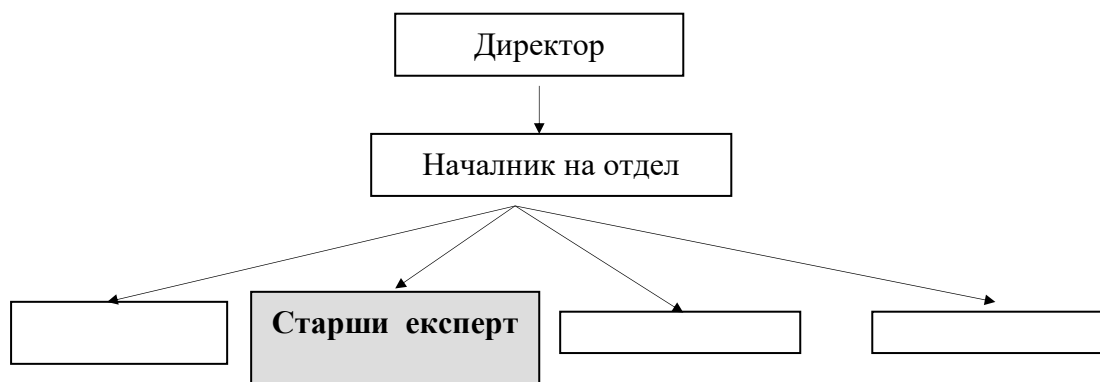 Директор
Началник на отдел
Старши експерт